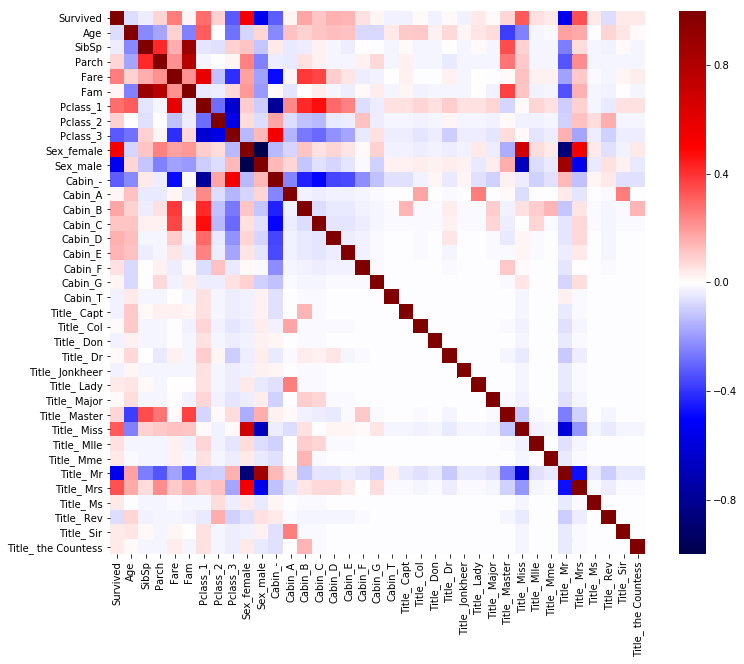 Survived
Age
SibSp
Parch
Fare
Fam
Pclass_1
Pclass_2
Pclass_3
Sex_female
Sex_male
Cabin_-
Cabin_A
Cabin_B
Cabin_C
Cabin_D
Cabin_E
Cabin_F
Cabin_G
Cabin_T
Title_ Capt
Title_ Col
Title_ Don
Title_ Dr
Title_ Jonkheer
Title_ Lady
Title_ Major
Title_ Master
Title_ Miss
Title_ Mlle
Title_ Mme
Title_ Mr
Title_ Mrs
Title_ Ms
Title_ Rev
Title_ Sir
Title_ the Countess
Survived
Age
SibSp
Parch
Fare
Fam
Pclass_1
Pclass_2
Pclass_3
Sex_female
Sex_male
Cabin_-
Cabin_A
Cabin_B
Cabin_C
Cabin_D
Cabin_E
Cabin_F
Cabin_G
Cabin_T
Title_ Capt
Title_ Col
Title_ Don
Title_ Dr
Title_ Jonkheer
Title_ Lady
Title_ Major
Title_ Master
Title_ Miss
Title_ Mlle
Title_ Mme
Title_ Mr
Title_ Mrs
Title_ Ms
Title_ Rev
Title_ Sir
Title_ the Countess
0.8
0.4
0.0
−0.4
−0.8